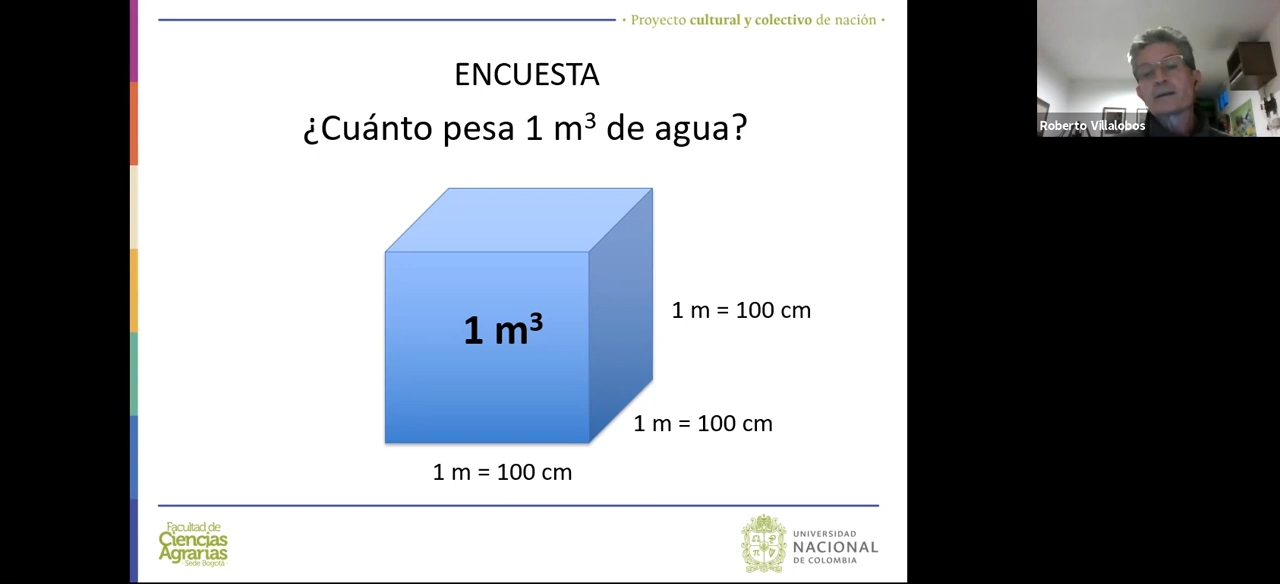 · Proyecto cultural y colectivo de nación ·
ENCUESTA
¿Cuánto pesa 1 m³ de agua?
1 m³
1 m = 100 cm
1 m = 100 cm
1 m = 100 cm
Facultad de
Ciencias
Agrarias
Sede Bogotá
UNIVERSIDAD
NACIONAL
DE COLOMBIA
Roberto Villalobos